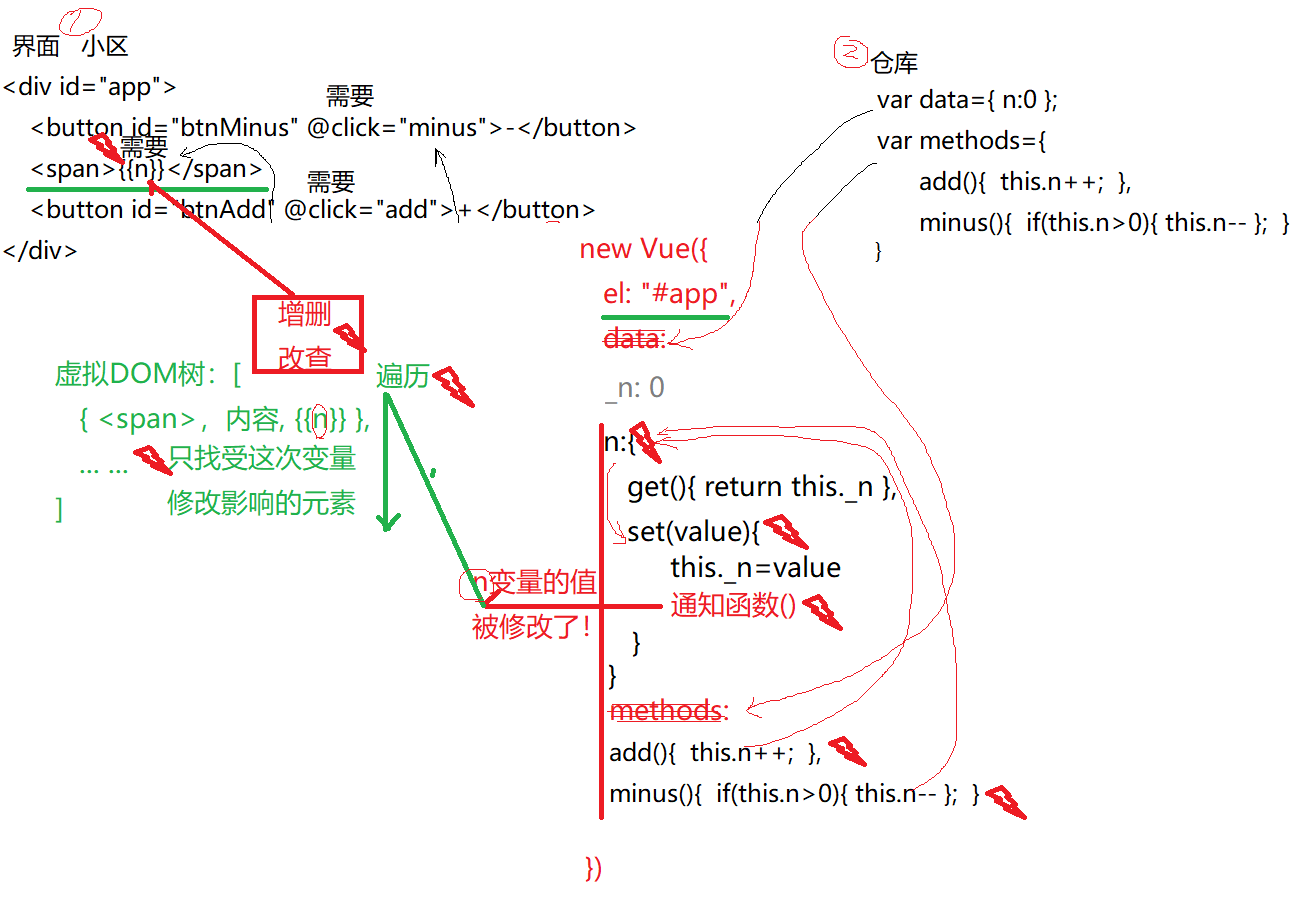 ①
界面 小区
<div id="app">
需要
<button id="btnMinus" @click="minus">-</button>
需要
<span>{{n}}</span>
需要
<button id="btnAdd" @click="add">+</button>
</div>
②
仓库
var data={ n:0 };
var methods={
add(){ this.n++; },
minus(){ if(this.n>0){ this.n-- }; }
}
增删
改查
虚拟DOM树：[
{ <span>，内容, {{n}} },
... ...
只找受这次变量
修改影响的元素
]
遍历
n变量的值
被修改了！
new Vue({
el: "#app",
data:
_n: 0
n:{
get(){ return this._n },
set(value){
this._n=value
通知函数()
}
}
methods:
add(){ this.n++; },
minus(){ if(this.n>0){ this.n-- }; }
})